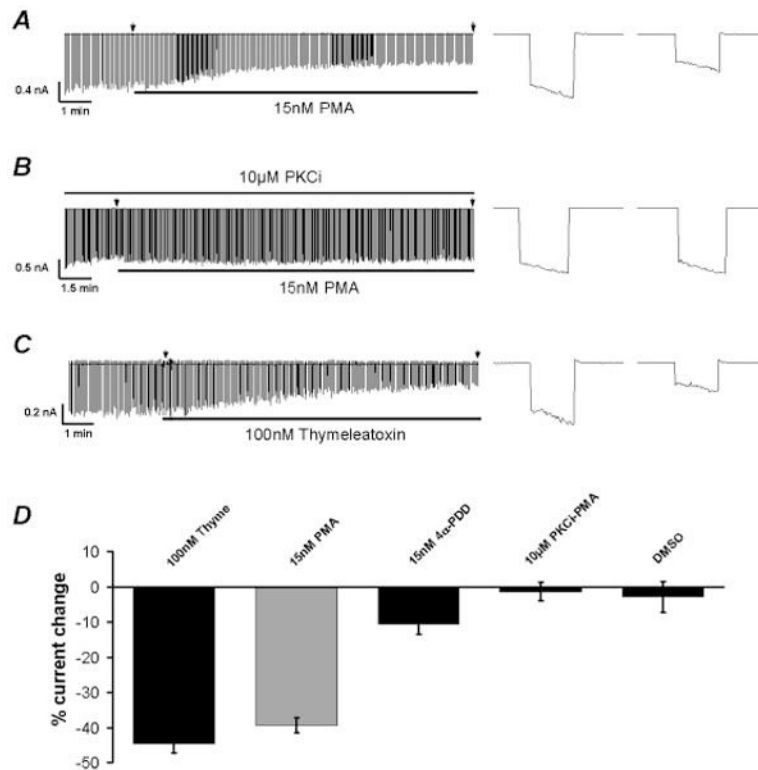 A
0.4 nA
1 min
15nM PMA
B
10µM PKCi
0.5 nA
1.5 min
15nM PMA
C
0.2 nA
1 min
100nM Thymeleatoxin
D
100nM Thyme
15nM PMA
15nM 4α-PDD
10µM PKCi-PMA
DMSO
% current change
10
0
-10
-20
-30
-40
-50